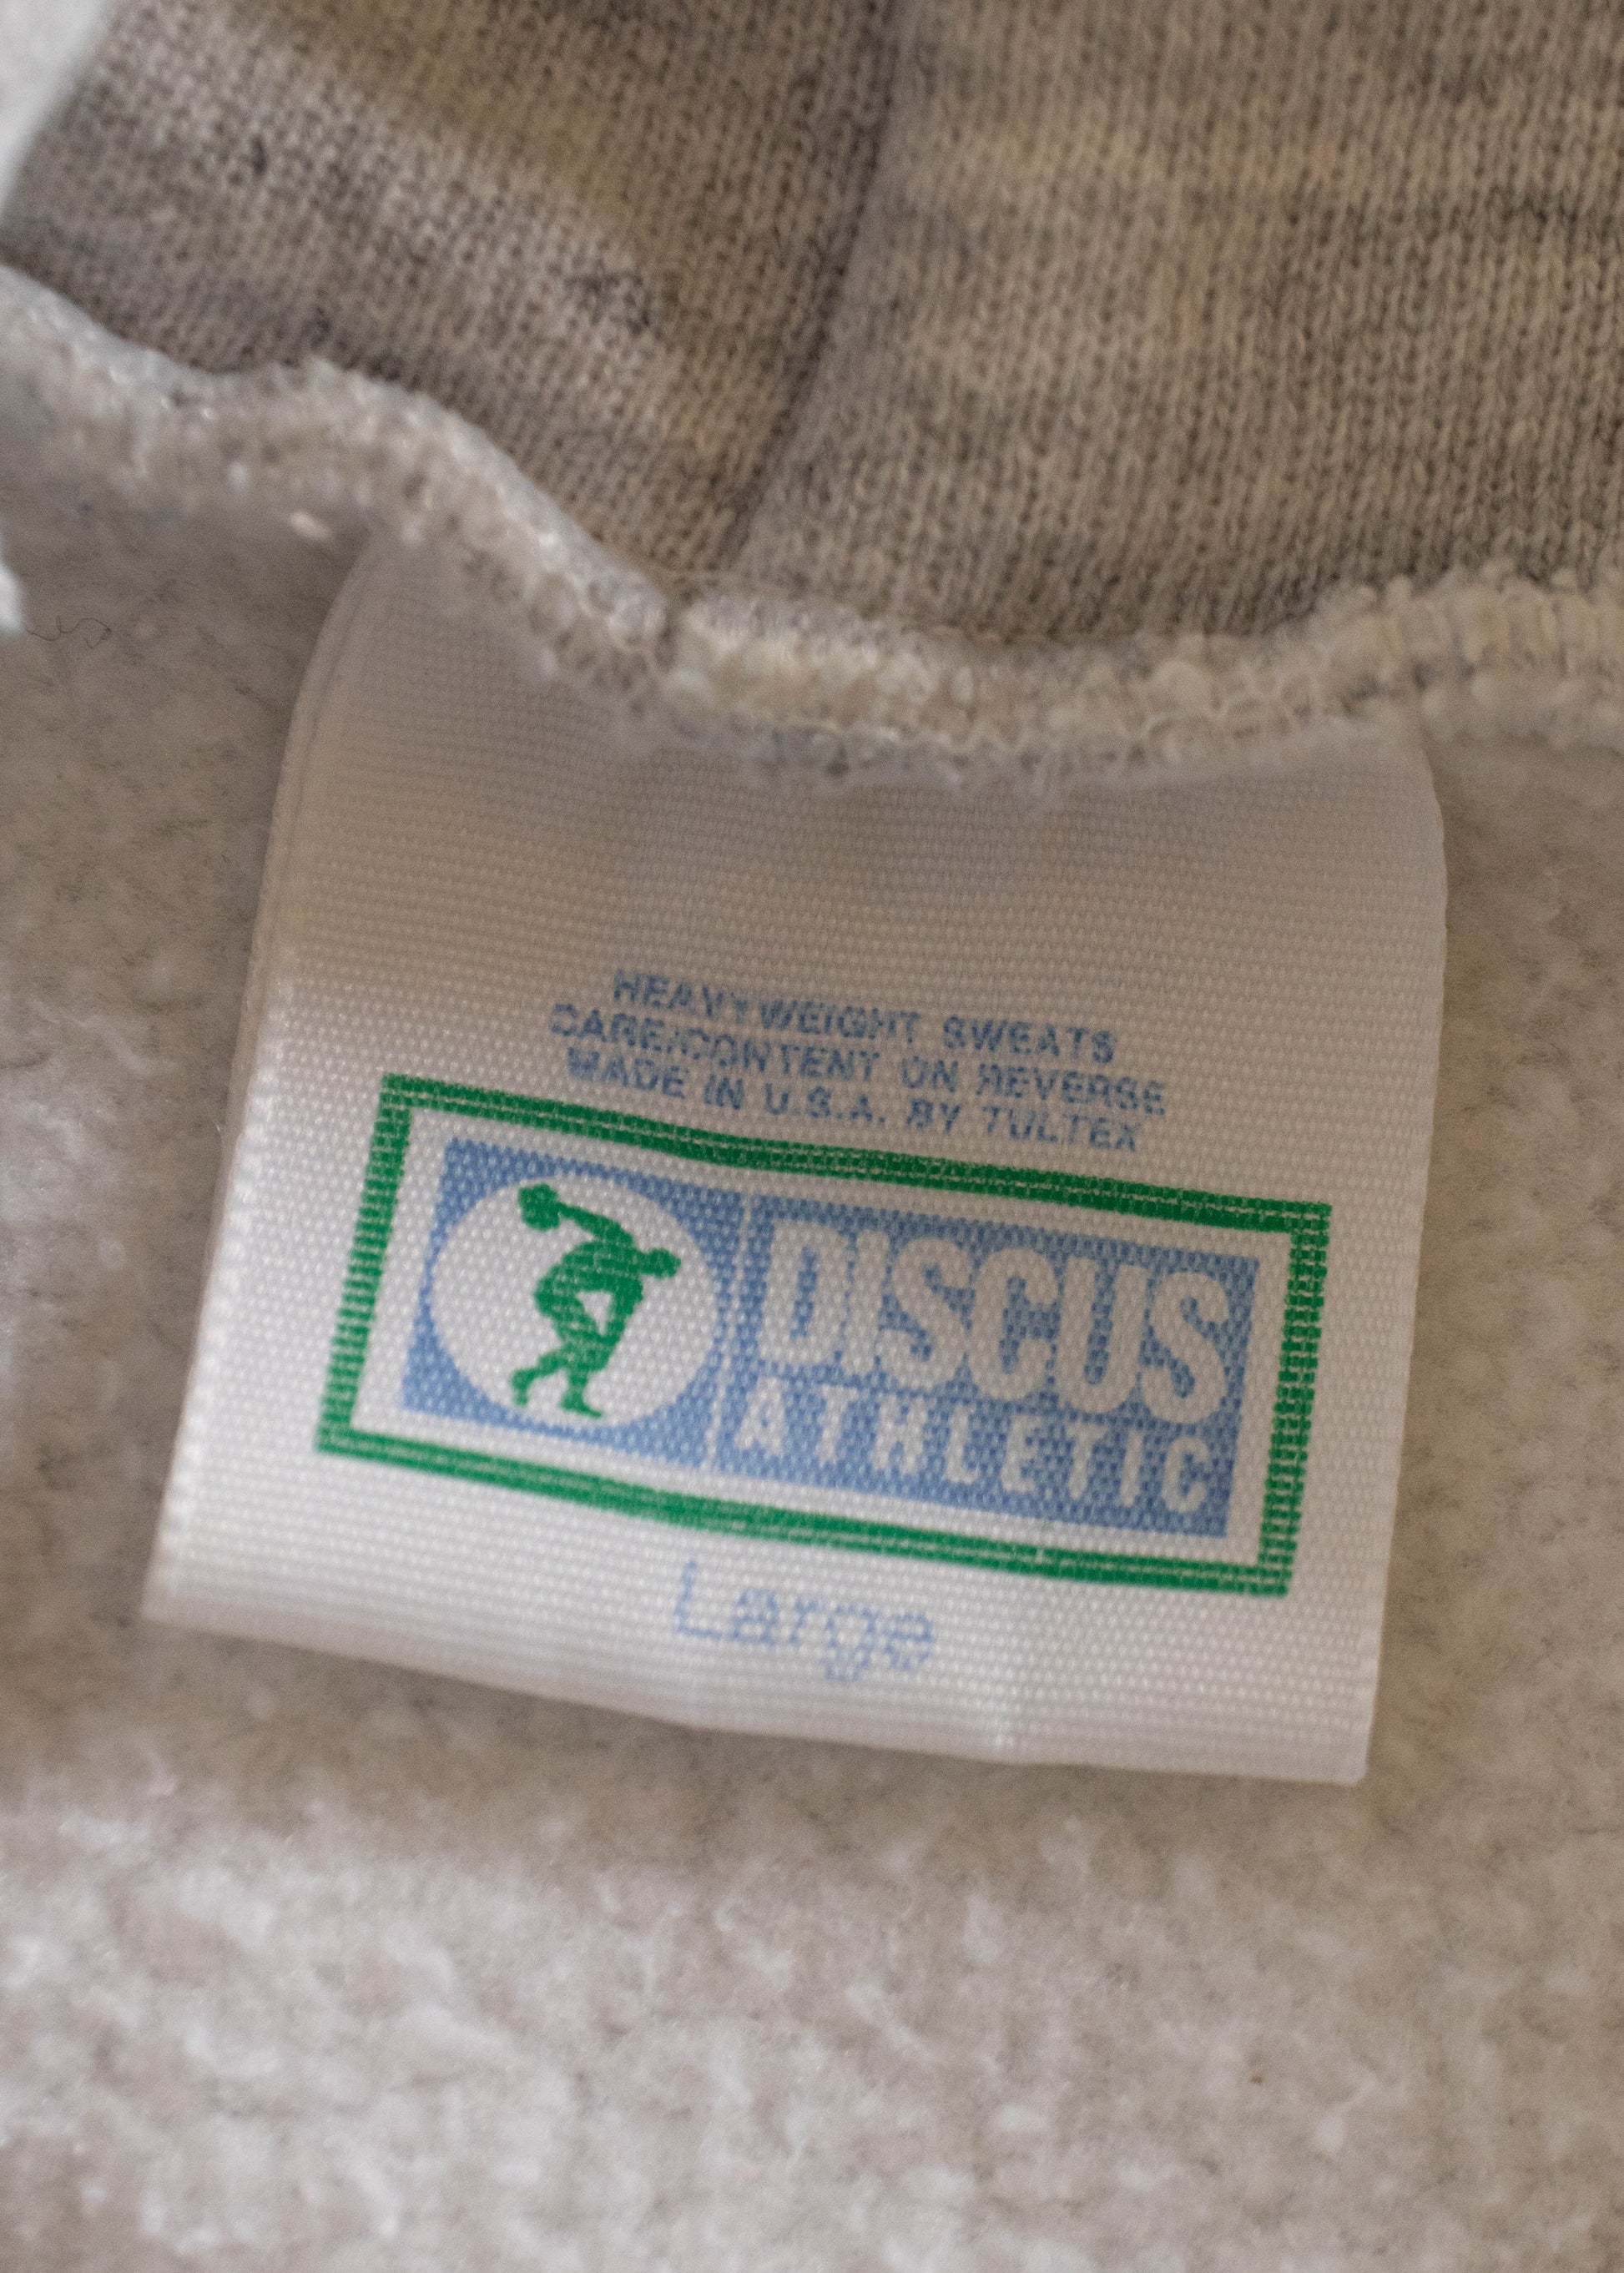 HEAVYWEIGHT SWEATS
CARE/CONTENT ON REVERSE
MADE IN U.S.A. BY TULTEX
DISCUS
ATHLETIC
Large